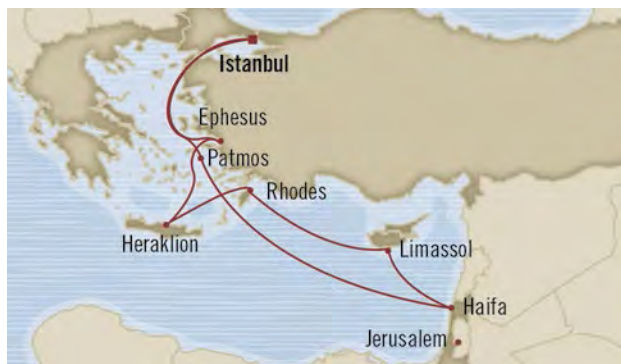 Istanbul
Ephesus
Patmos
Rhodes
Heraklion
Limassol
Haifa
Jerusalem